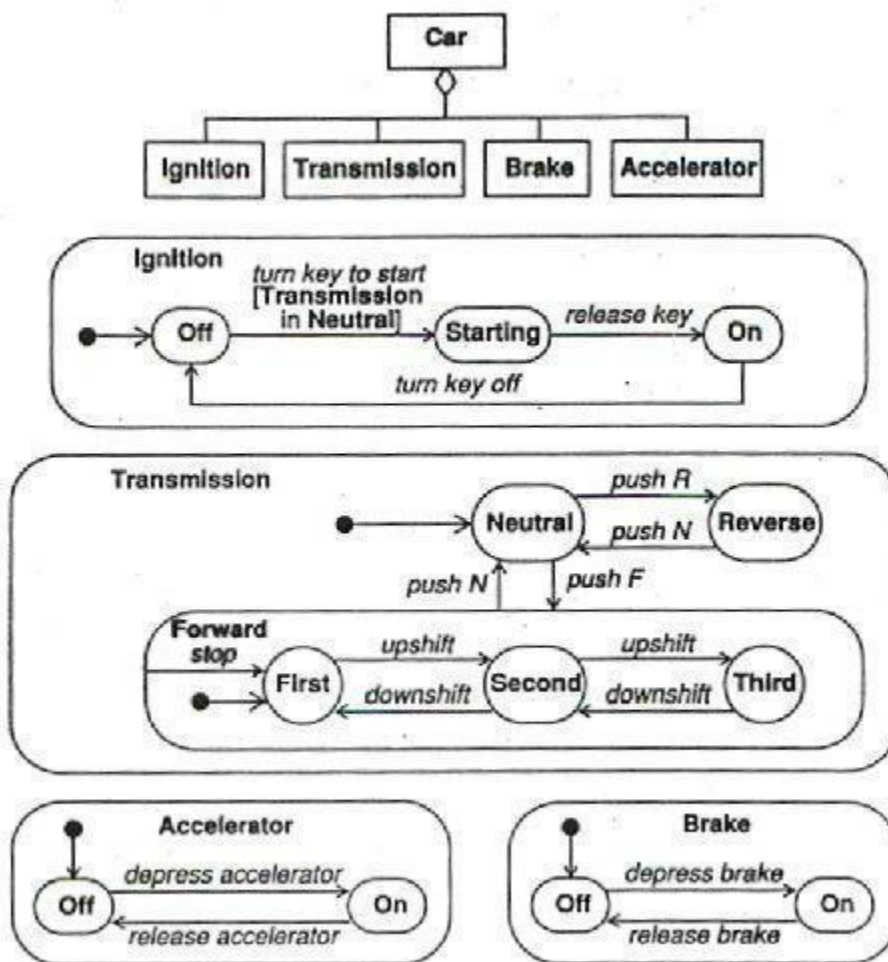 Car
Ignition
Transmission
Brake
Accelerator
Ignition
turn key to start
[Transmission
in Neutral]
Off
Starting
release key
On
turn key off
Transmission
push R
Neutral
Reverse
push N
push N
push F
Forward
stop
upshift
upshift
First
Second
Third
downshift
downshift
Accelerator
depress accelerator
Off
On
release accelerator
Brake
depress brake
Off
On
release brake